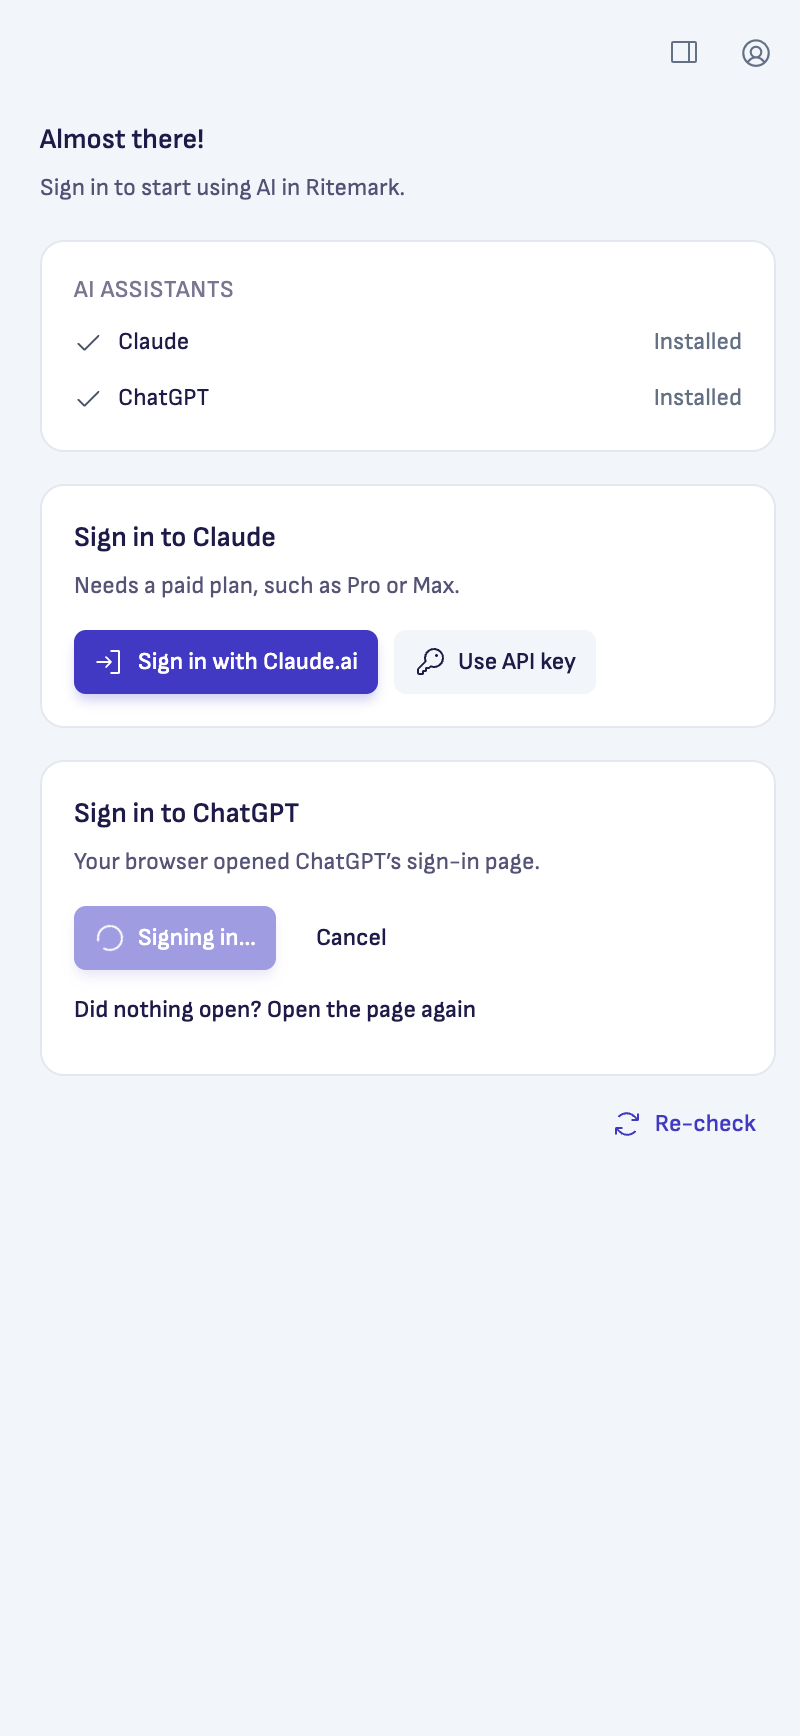 Almost there!
Sign in to start using AI in Ritemark.
AI ASSISTANTS
Claude Installed
ChatGPT Installed
Sign in to Claude
Needs a paid plan, such as Pro or Max.
Sign in with Claude.ai Use API key
Sign in to ChatGPT
Your browser opened ChatGPT’s sign-in page.
Signing in... Cancel
Did nothing open? Open the page again
Re-check